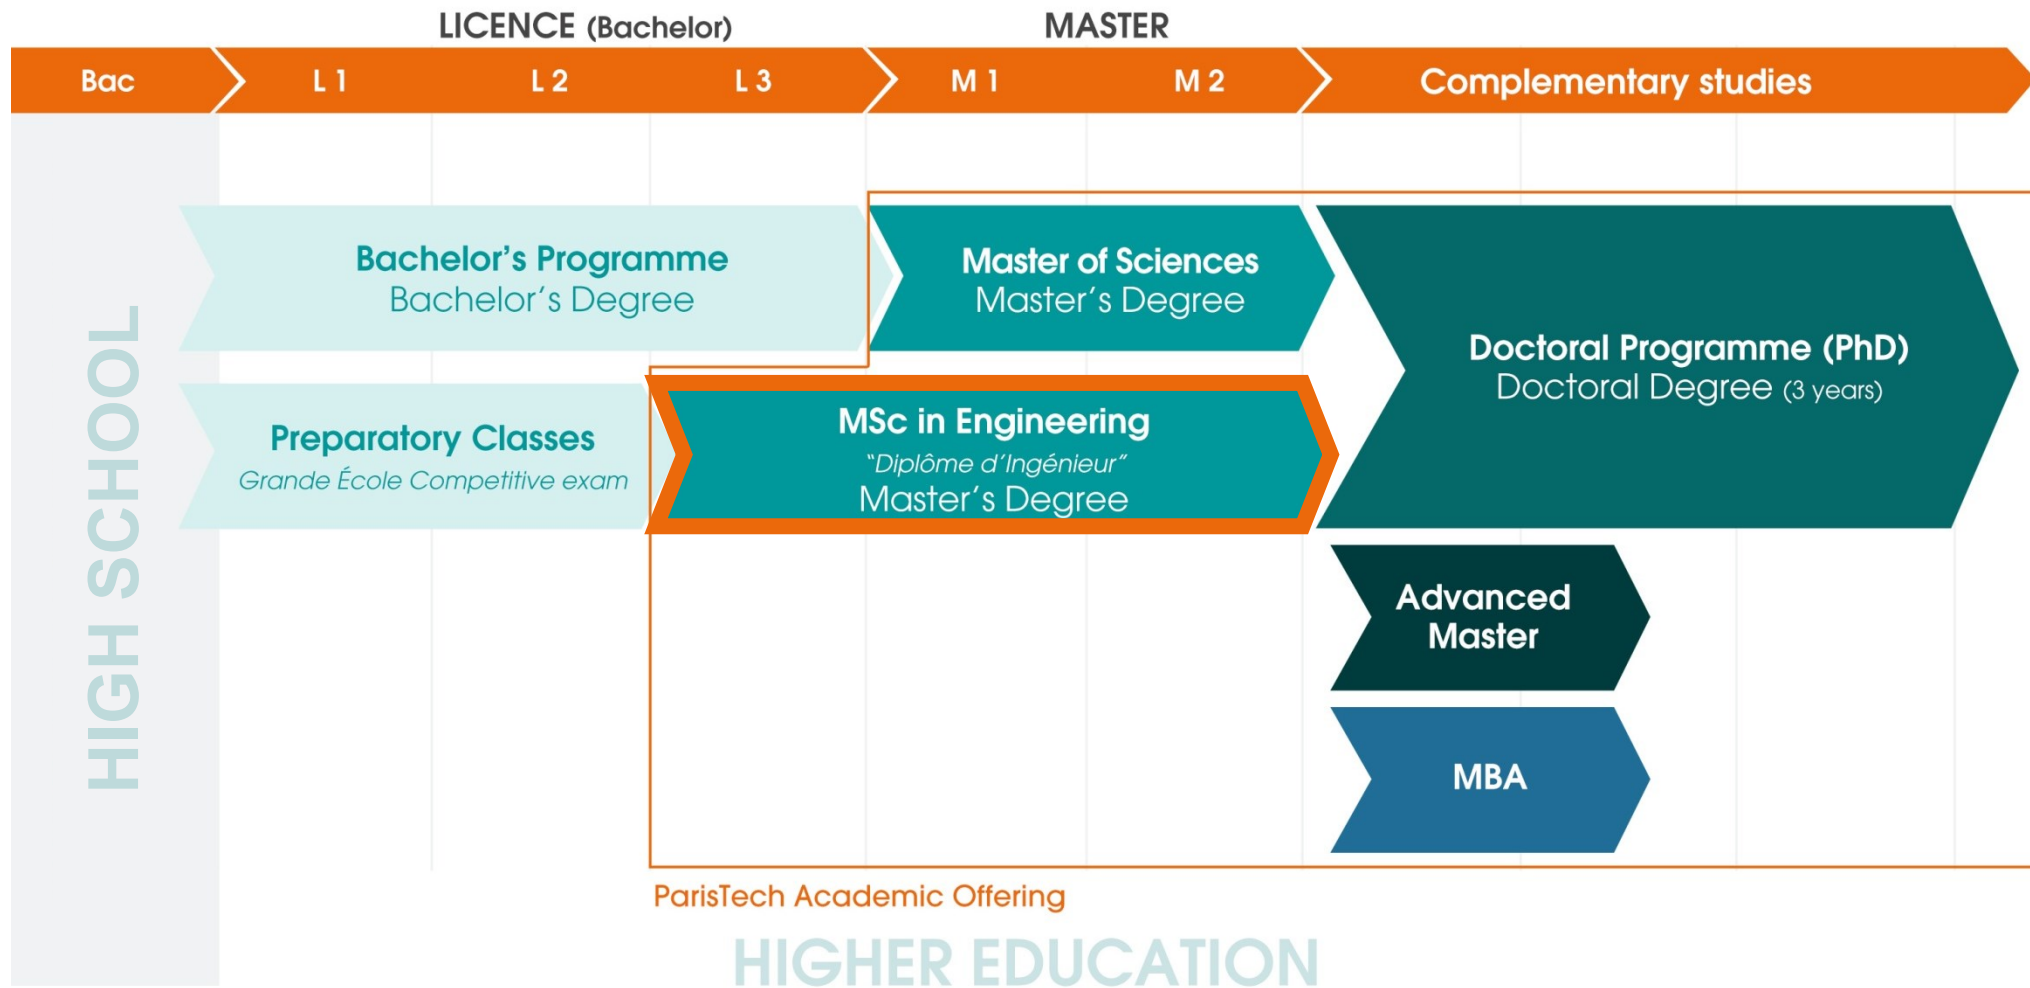 LICENCE (Bachelor)
MASTER
Bac
L 1
L 2
L 3
M 1
M 2
Complementary studies
HIGH SCHOOL
Bachelor's Programme
Bachelor's Degree
Master of Sciences
Master's Degree
Doctoral Programme (PhD)
Doctoral Degree (3 years)
Preparatory Classes
Grande École Competitive exam
MSc in Engineering
"Diplôme d'Ingénieur"
Master's Degree
Advanced
Master
MBA
ParisTech Academic Offering
HIGHER EDUCATION